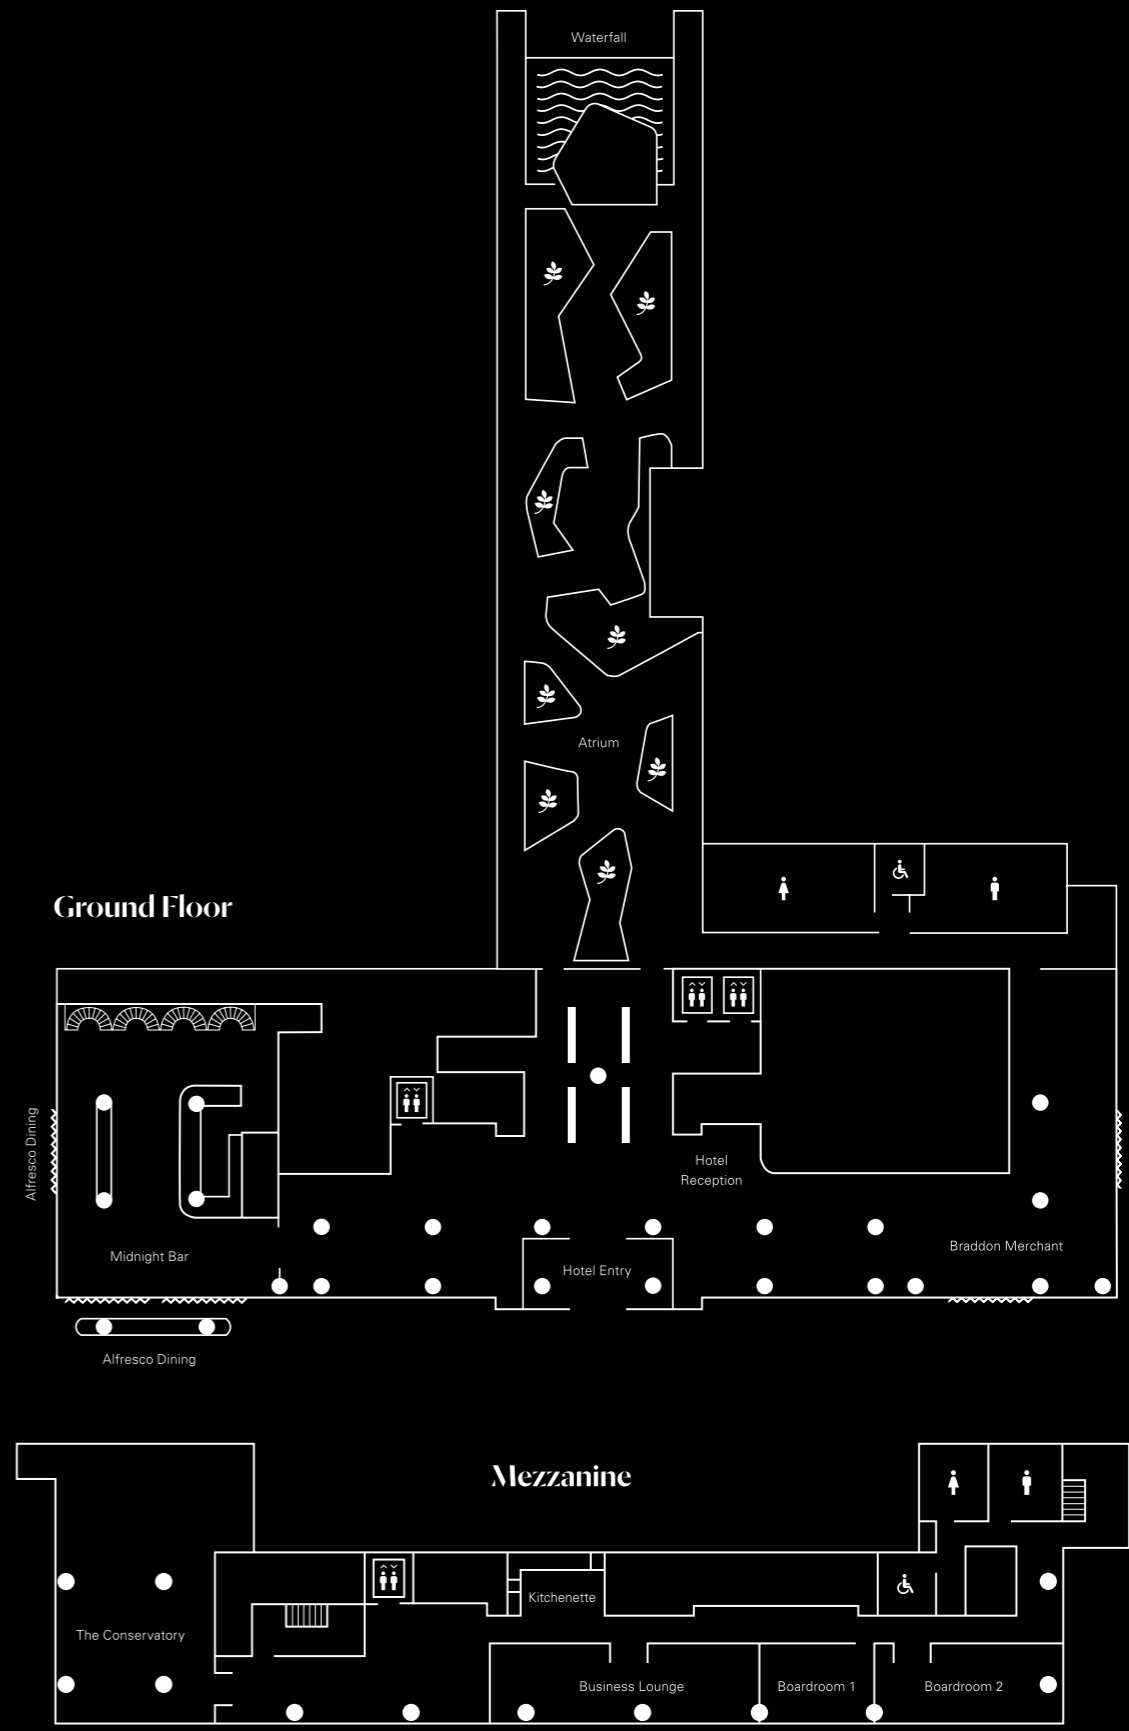 Waterfall
Atrium
Ground Floor
Alfresco Dining
Hotel
Reception
Midnight Bar
Braddon Merchant
Hotel Entry
Alfresco Dining
Mezzanine
Kitchenette
The Conservatory
Business Lounge
Boardroom 1
Boardroom 2